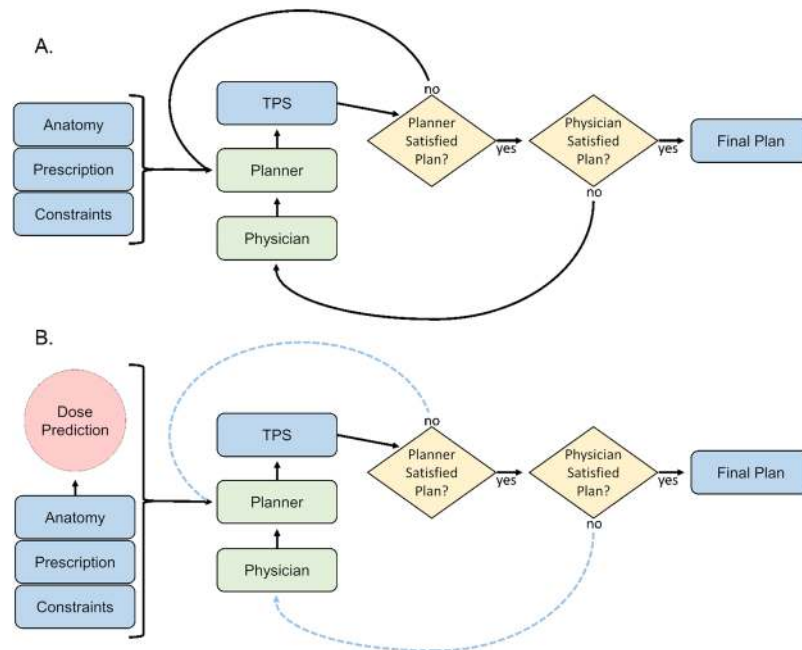 A.
no
TPS
Planner
Satisfied
Plan?
Physician
Satisfied
Plan?
Anatomy
Prescription
Constraints
Planner
Physician
yes
yes
Final Plan
no
B.
Dose
Prediction
no
TPS
Planner
Satisfied
Plan?
Physician
Satisfied
Plan?
Anatomy
Prescription
Constraints
Planner
Physician
yes
yes
Final Plan
no